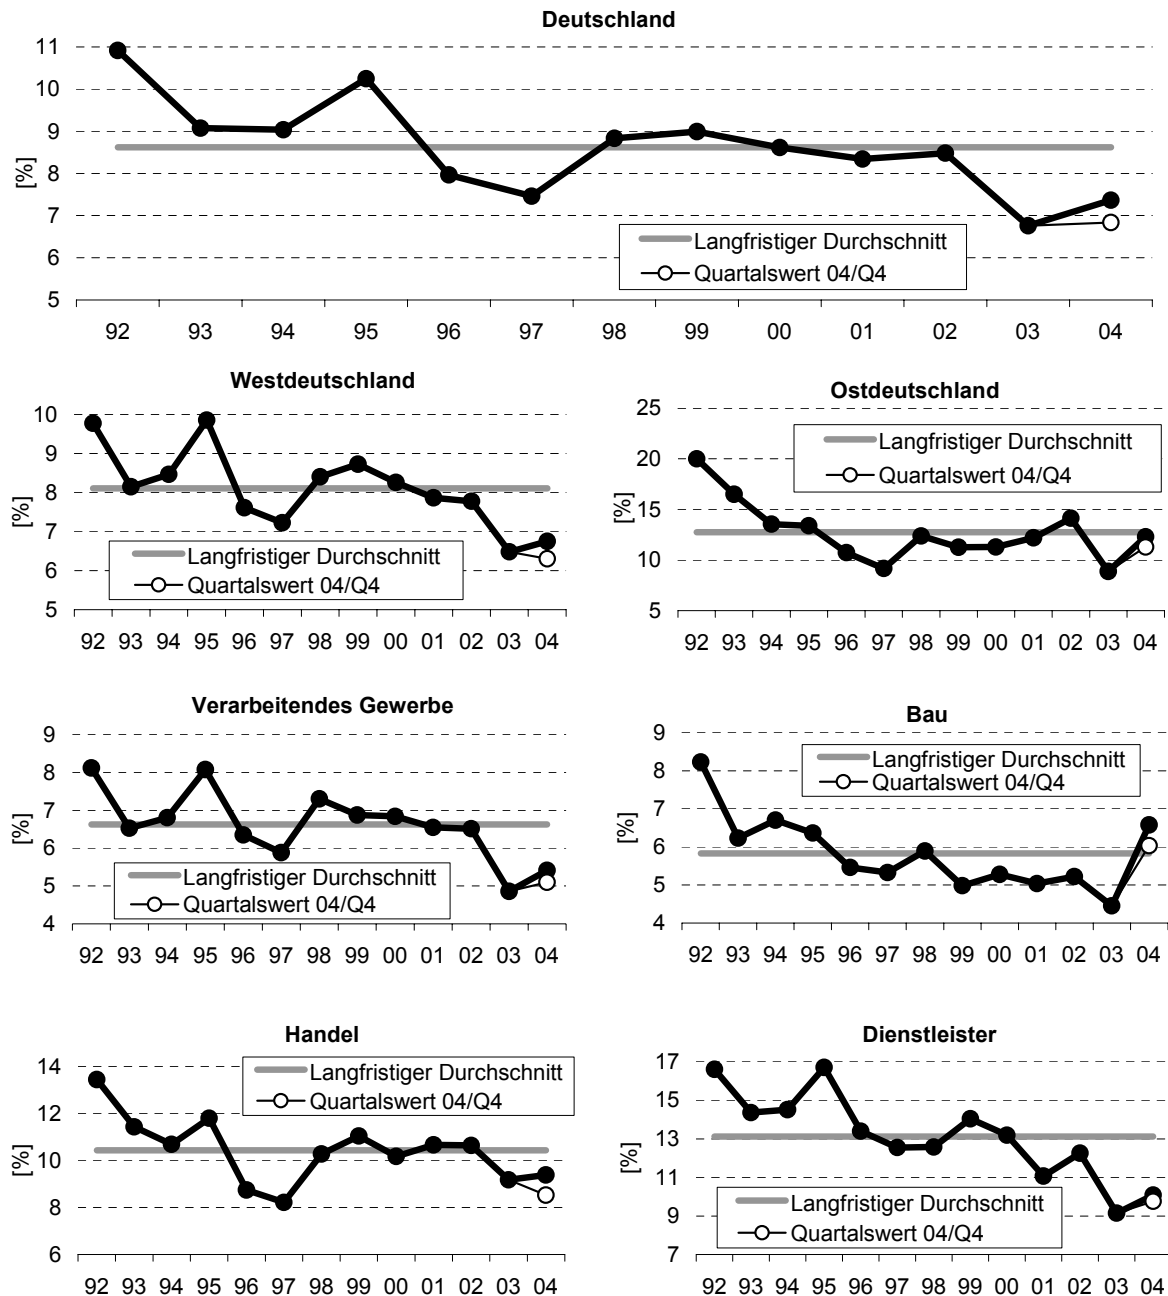 Deutschland
11
10
9
8
7
6
5
[%]
Langfristiger Durchschnitt
Quartalswert 04/Q4
92 93 94 95 96 97 98 99 00 01 02 03 04
Westdeutschland
10
9
8
7
6
5
[%]
Langfristiger Durchschnitt
Quartalswert 04/Q4
92 93 94 95 96 97 98 99 00 01 02 03 04
Ostdeutschland
25
20
15
10
5
[%]
Langfristiger Durchschnitt
Quartalswert 04/Q4
92 93 94 95 96 97 98 99 00 01 02 03 04
Verarbeitendes Gewerbe
9
8
7
6
5
4
[%]
Langfristiger Durchschnitt
Quartalswert 04/Q4
92 93 94 95 96 97 98 99 00 01 02 03 04
Bau
9
8
7
6
5
4
[%]
Langfristiger Durchschnitt
Quartalswert 04/Q4
92 93 94 95 96 97 98 99 00 01 02 03 04
Handel
14
12
10
8
6
[%]
Langfristiger Durchschnitt
Quartalswert 04/Q4
92 93 94 95 96 97 98 99 00 01 02 03 04
Dienstleister
17
15
13
11
9
7
[%]
Langfristiger Durchschnitt
Quartalswert 04/Q4
92 93 94 95 96 97 98 99 00 01 02 03 04